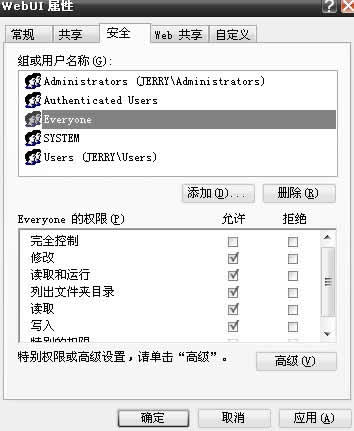 WebUI 属性
常规 共享 安全 Web 共享 自定义
组或用户名称(G):
Administrators (JERRY\Administrators)
Authenticated Users
Everyone
SYSTEM
Users (JERRY\Users)
添加(D)... 删除(R)
Everyone 的权限(P) 允许 拒绝
完全控制
修改
读取和运行
列出文件夹目录
读取
写入
特别的权限
特别权限或高级设置，请单击“高级”。
高级(V)
确定 取消 应用(A)